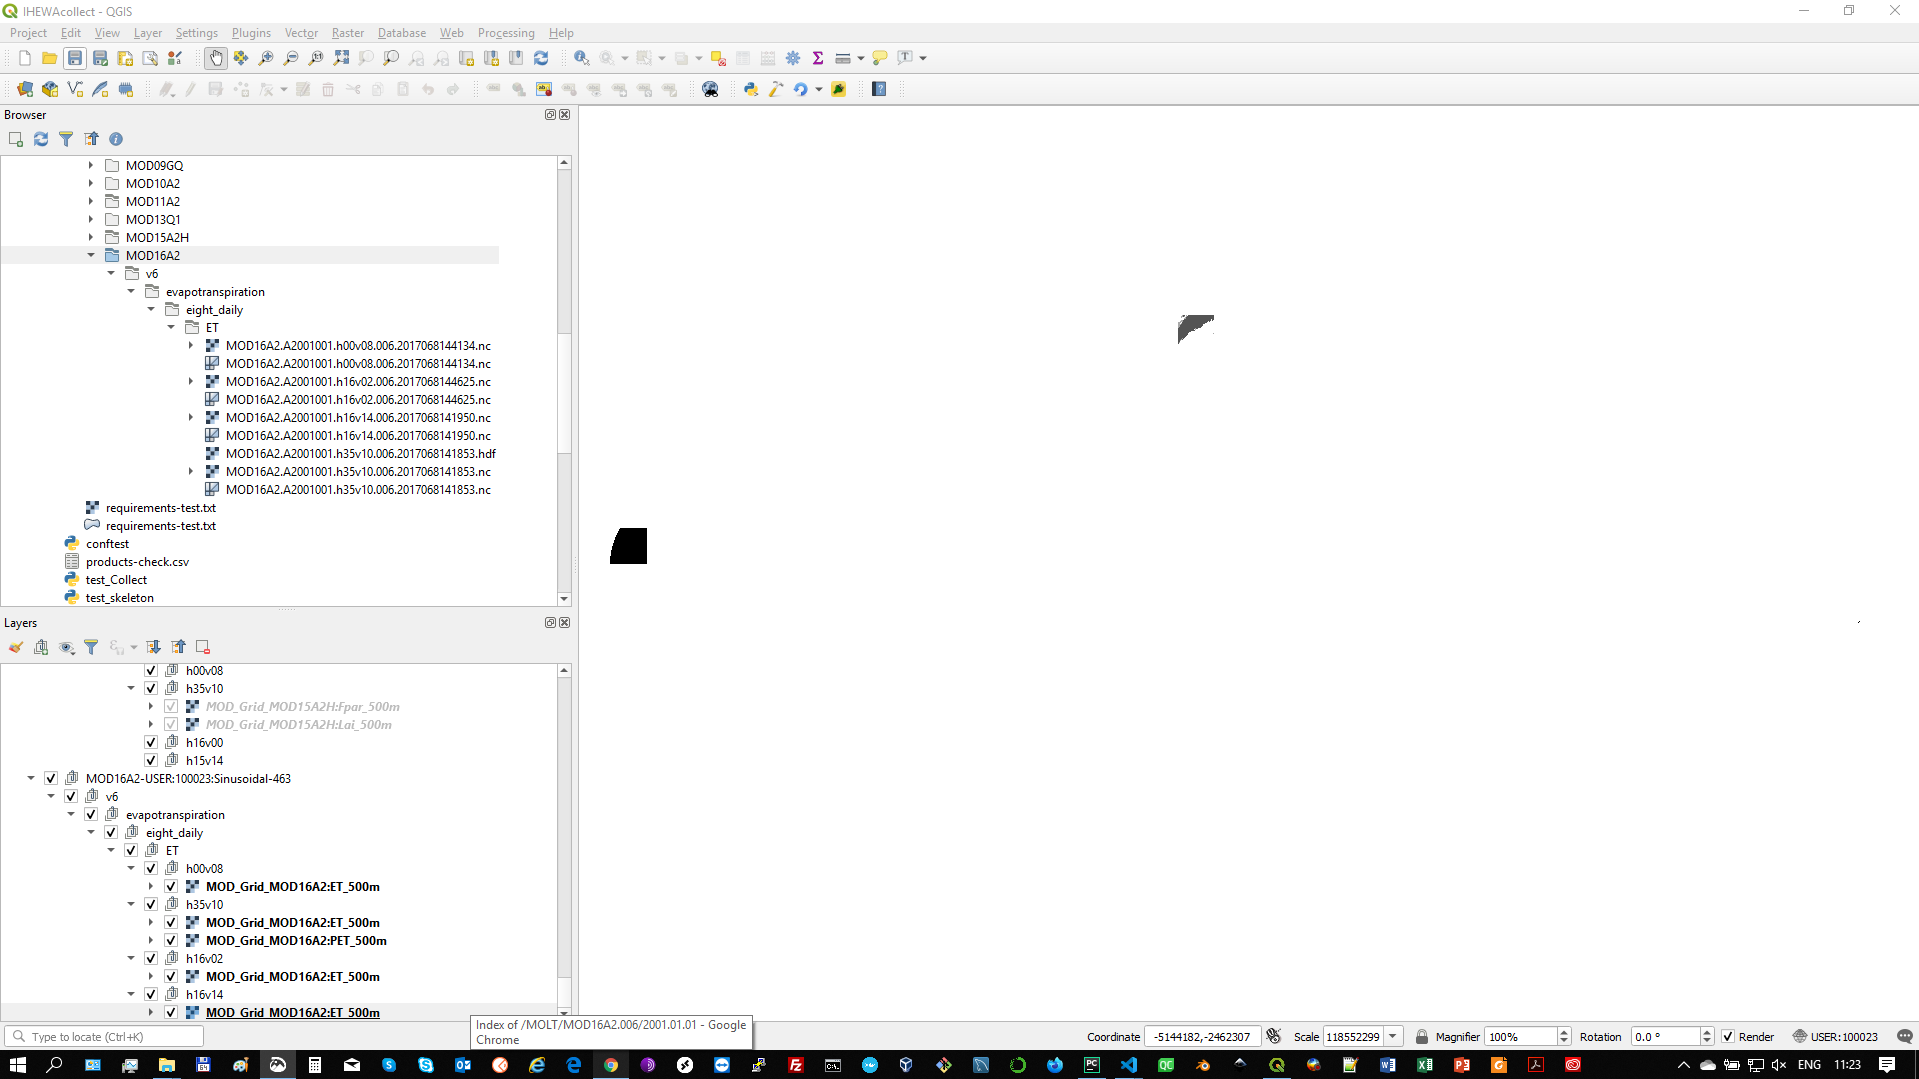 IHEWAcollect - QGIS
Project Edit View Layer Settings Plugins Vector Raster Database Web Processing Help
Browser
MOD09GQ
MOD10A2
MOD11A2
MOD13Q1
MOD15A2H
MOD16A2
v6
evapotranspiration
eight_daily
ET
MOD16A2.A2001001.h00v08.006.2017068144134.nc
MOD16A2.A2001001.h00v08.006.2017068144134.nc
MOD16A2.A2001001.h16v02.006.2017068144625.nc
MOD16A2.A2001001.h16v02.006.2017068144625.nc
MOD16A2.A2001001.h16v14.006.2017068141950.nc
MOD16A2.A2001001.h16v14.006.2017068141950.nc
MOD16A2.A2001001.h35v10.006.2017068141853.hdf
MOD16A2.A2001001.h35v10.006.2017068141853.nc
MOD16A2.A2001001.h35v10.006.2017068141853.nc
requirements-test.txt
requirements-test.txt
conftest
products-check.csv
test_Collect
test_skeleton
Layers
h00v08
h35v10
MOD_Grid_MOD15A2H:Fpar_500m
MOD_Grid_MOD15A2H:Lai_500m
h16v00
h15v14
MOD16A2-USER:100023:Sinusoidal-463
v6
evapotranspiration
eight_daily
ET
h00v08
MOD_Grid_MOD16A2:ET_500m
h35v10
MOD_Grid_MOD16A2:ET_500m
MOD_Grid_MOD16A2:PET_500m
h16v02
MOD_Grid_MOD16A2:ET_500m
h16v14
MOD_Grid_MOD16A2:ET_500m
Index of /MOLT/MOD16A2.006/2001.01.01 - Google
Chrome
Type to locate (Ctrl+K)
Coordinate -5144182,-2462307 Scale 118552299 Magnifier 100% Rotation 0.0 ° Render USER:100023
ENG 11:23